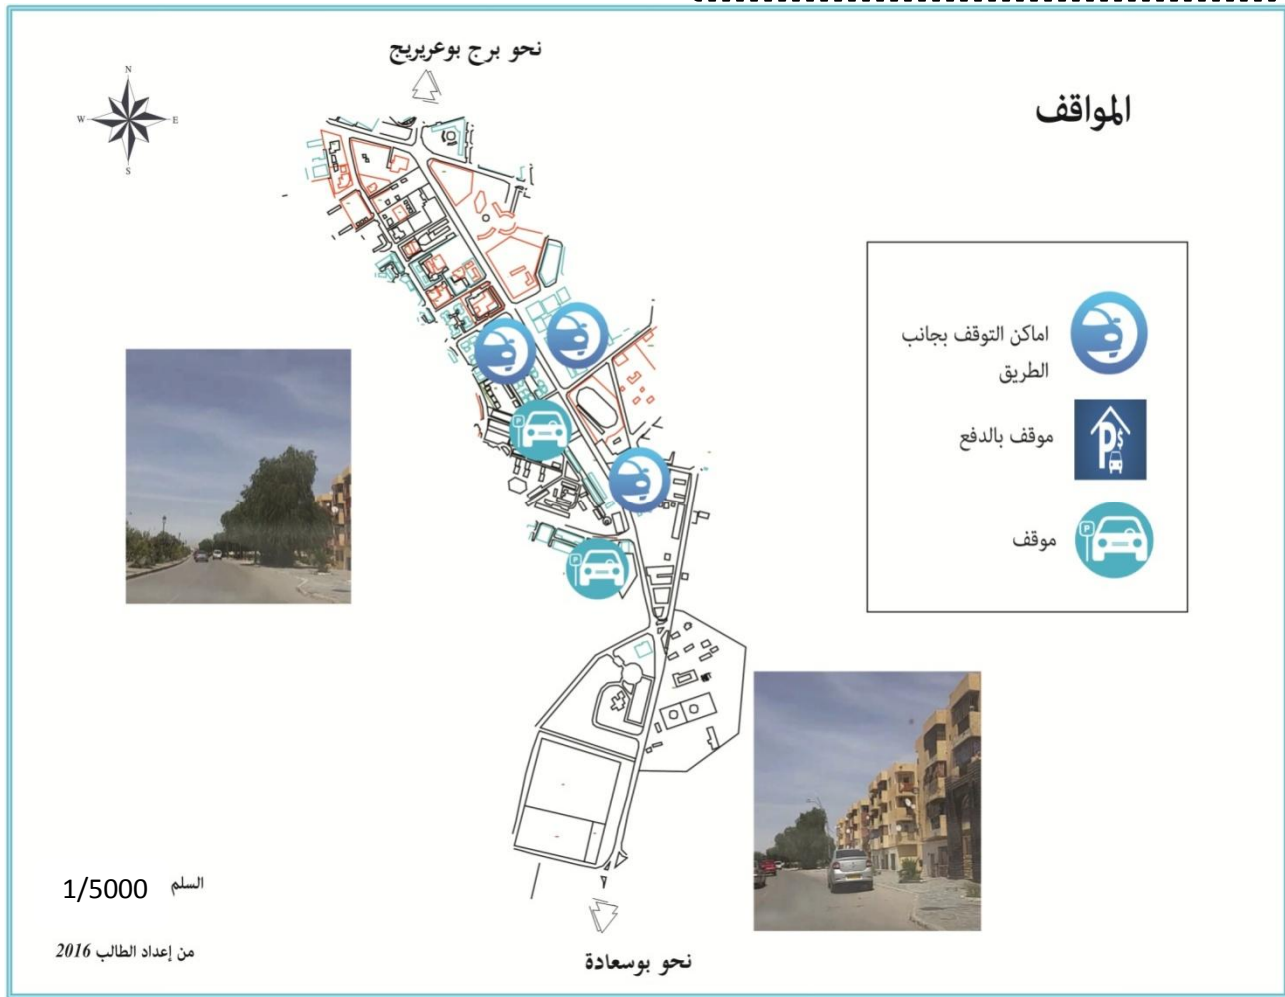 نحو برج بوعريريج
المواقف
N
W E
S
اماكن التوقف بجانب
الطريق
موقف بالدفع
P$
موقف
P
السلم 1/5000
من إعداد الطالب 2016
نحو بوسعادة